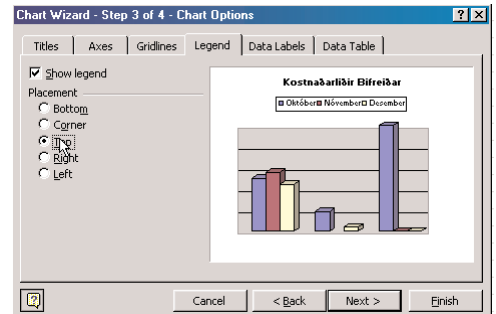 Chart Wizard - Step 3 of 4 - Chart Options
Titles Axes Gridlines Legend Data Labels Data Table
Show legend
Placement
Bottom
Corner
Top
Right
Left
Kostnaðarliðir Bifreiðar
Október Nóvember Desember
Cancel < Back Next > Finish